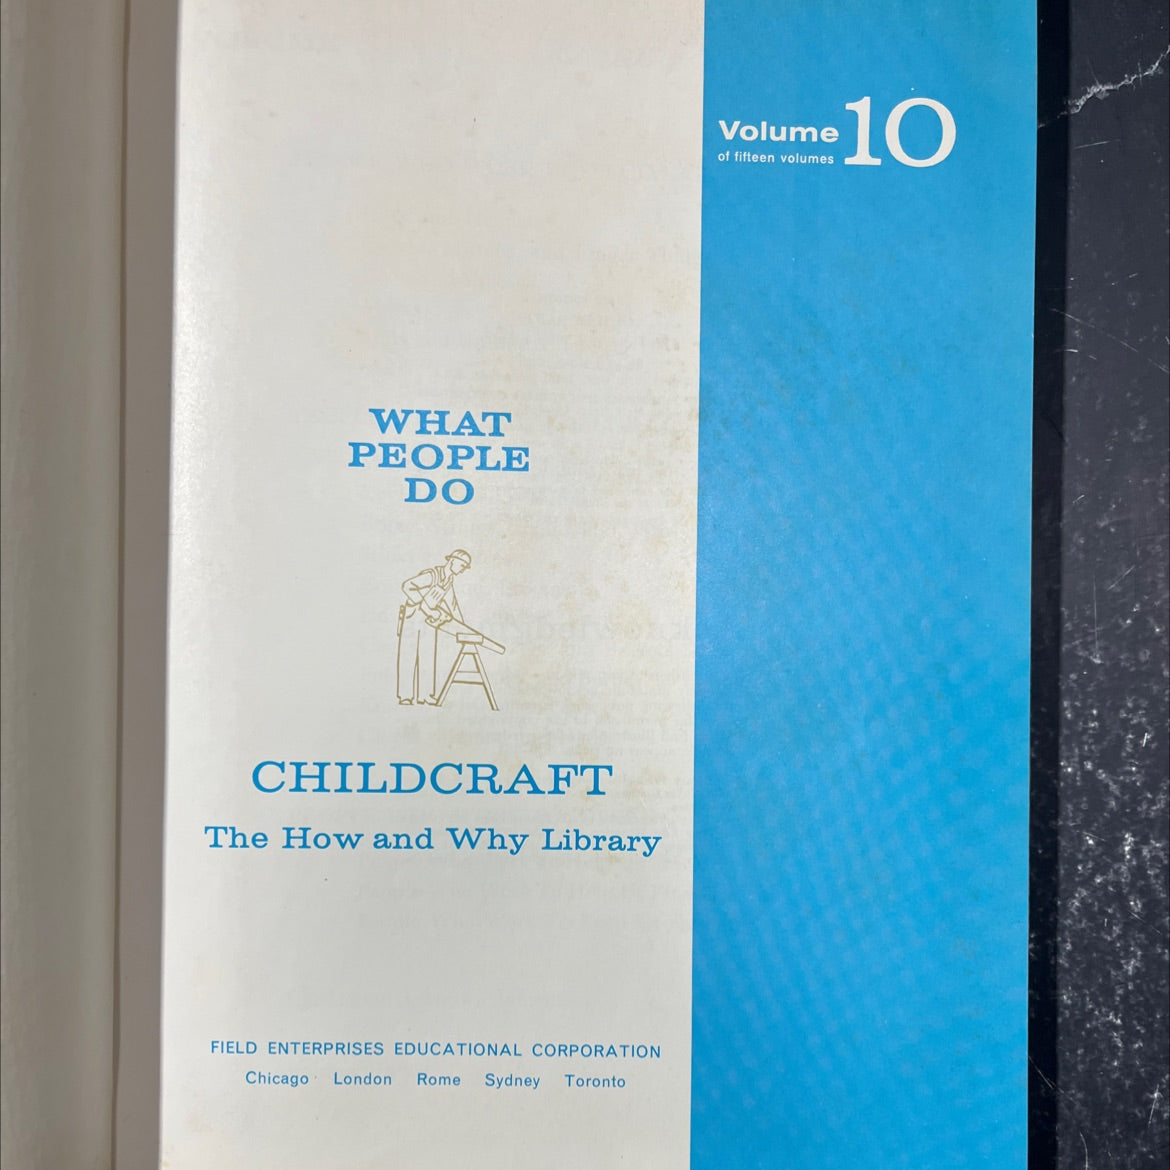 Volume 10
of fifteen volumes
WHAT
PEOPLE
DO
CHILDCRAFT
The How and Why Library
FIELD ENTERPRISES EDUCATIONAL CORPORATION
Chicago London Rome Sydney Toronto